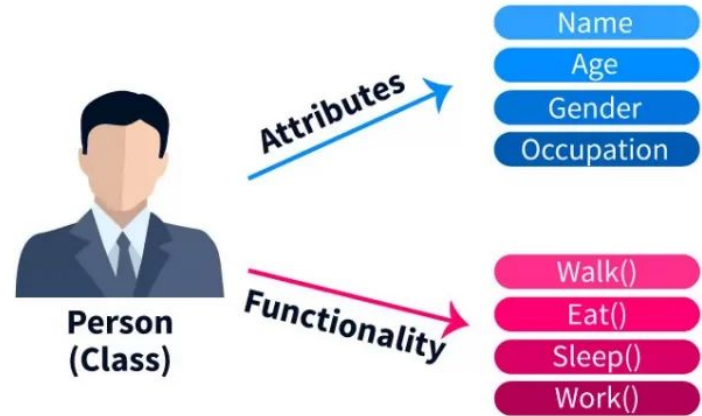 Name
Age
Gender
Occupation
Attributes
Person
(Class)
Functionality
Walk()
Eat()
Sleep()
Work()